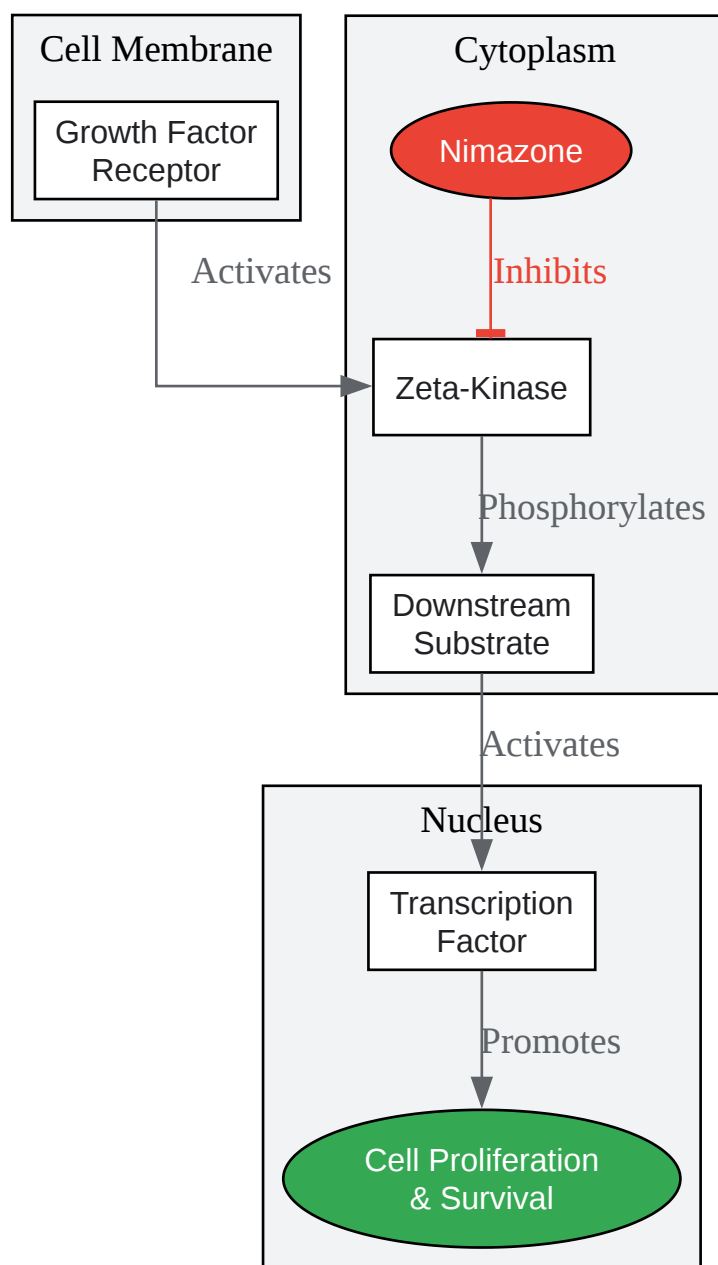 Cell Membrane
Growth Factor
Receptor
Activates
Cytoplasm
Nimazone
Inhibits
Zeta-Kinase
Phosphorylates
Downstream
Substrate
Activates
Nucleus
Transcription
Factor
Promotes
Cell Proliferation
& Survival